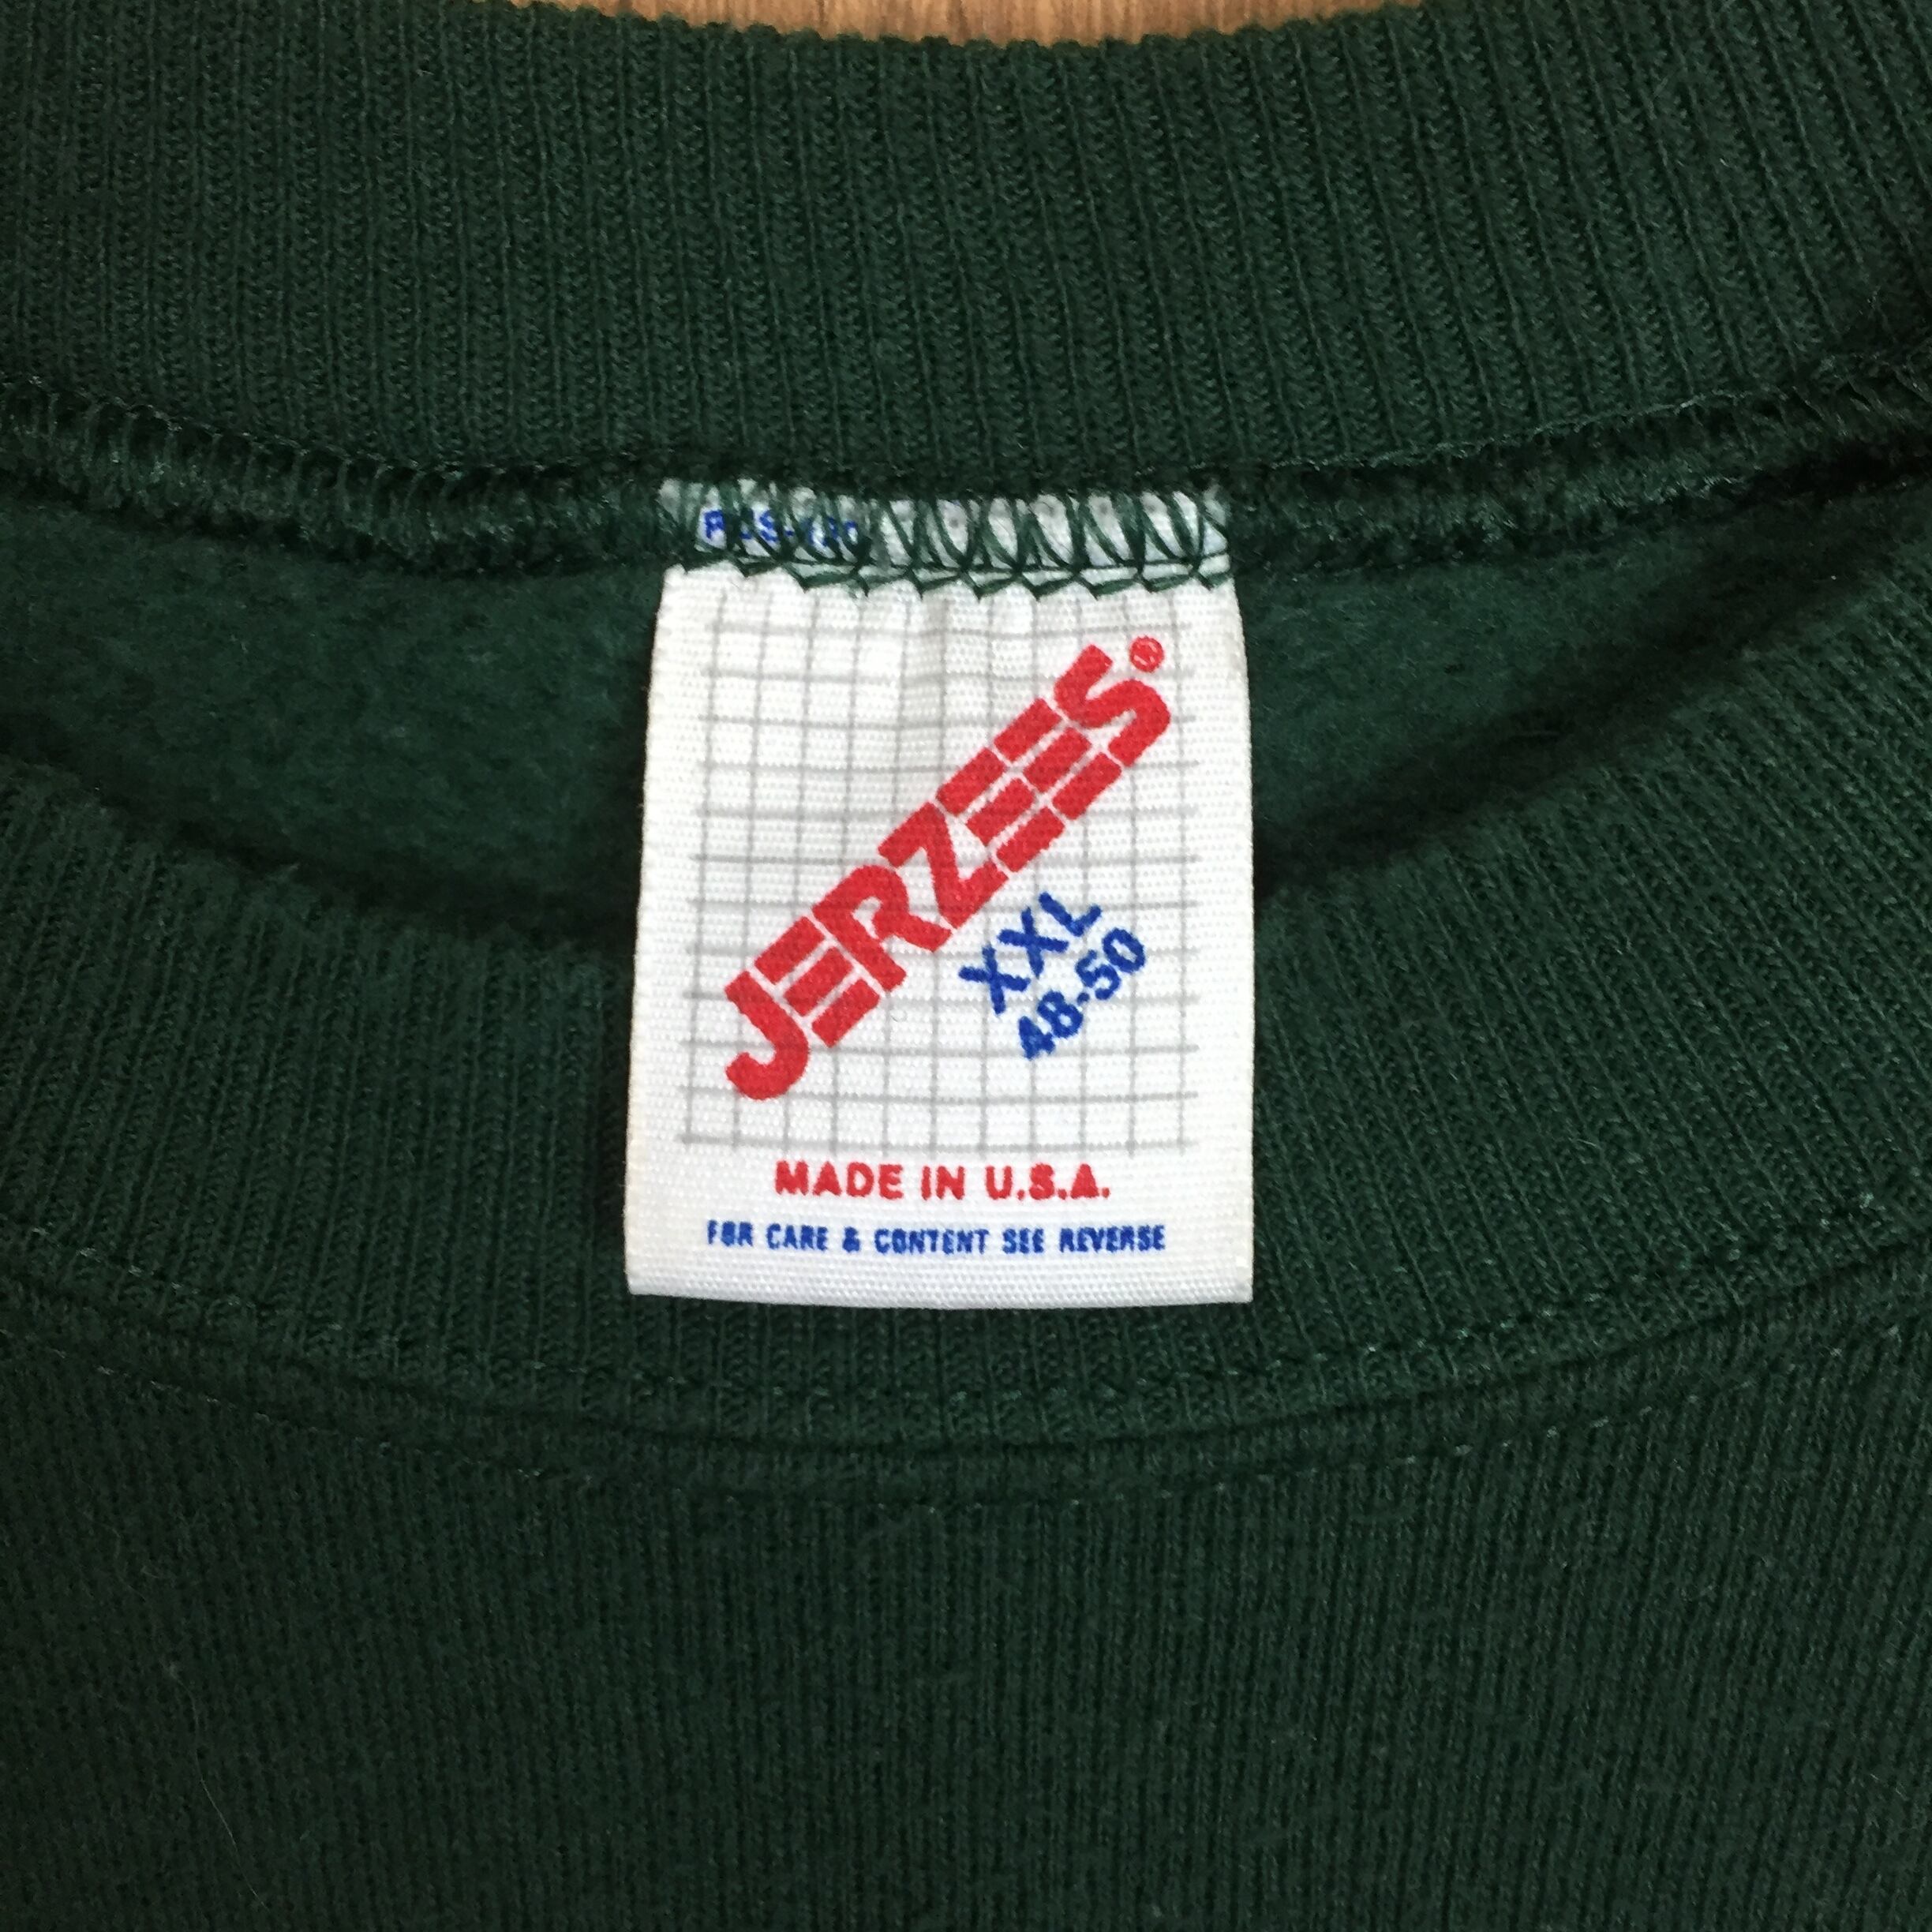 JERZEES®
XXL
48-50
MADE IN U.S.A.
FOR CARE & CONTENT SEE REVERSE